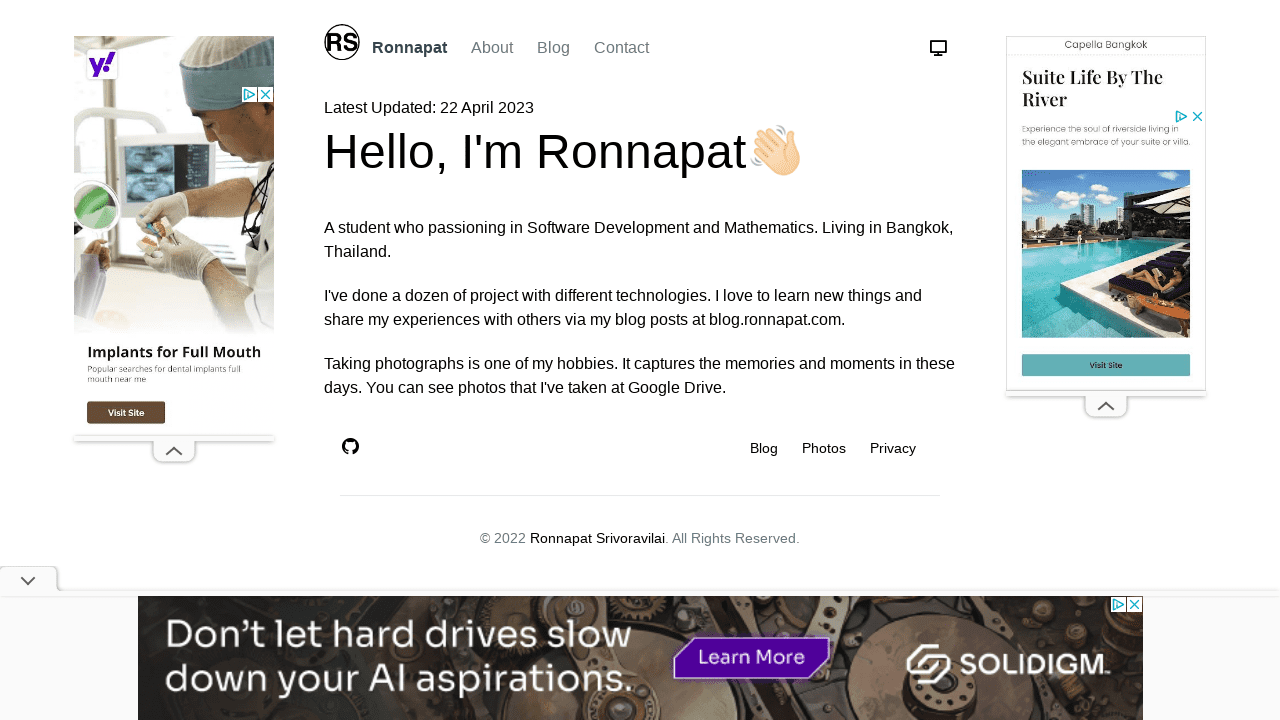 RS
Ronnapat
About
Blog
Contact
Latest Updated: 22 April 2023
Hello, I'm Ronnapat👋🏻
A student who passioning in Software Development and Mathematics. Living in Bangkok,
Thailand.
I've done a dozen of project with different technologies. I love to learn new things and
share my experiences with others via my blog posts at blog.ronnapat.com.
Taking photographs is one of my hobbies. It captures the memories and moments in these
days. You can see photos that I've taken at Google Drive.
Blog
Photos
Privacy
© 2022 Ronnapat Srivoravilai. All Rights Reserved.
y!
Implants for Full Mouth
Popular searches for dental implants full
mouth near me
Visit Site
Capella Bangkok
Suite Life By The
River
Experience the soul of riverside living in
the elegant embrace of your suite or villa.
Visit Site
Don't let hard drives slow
down your AI aspirations.
Learn More
SOLIDIGM